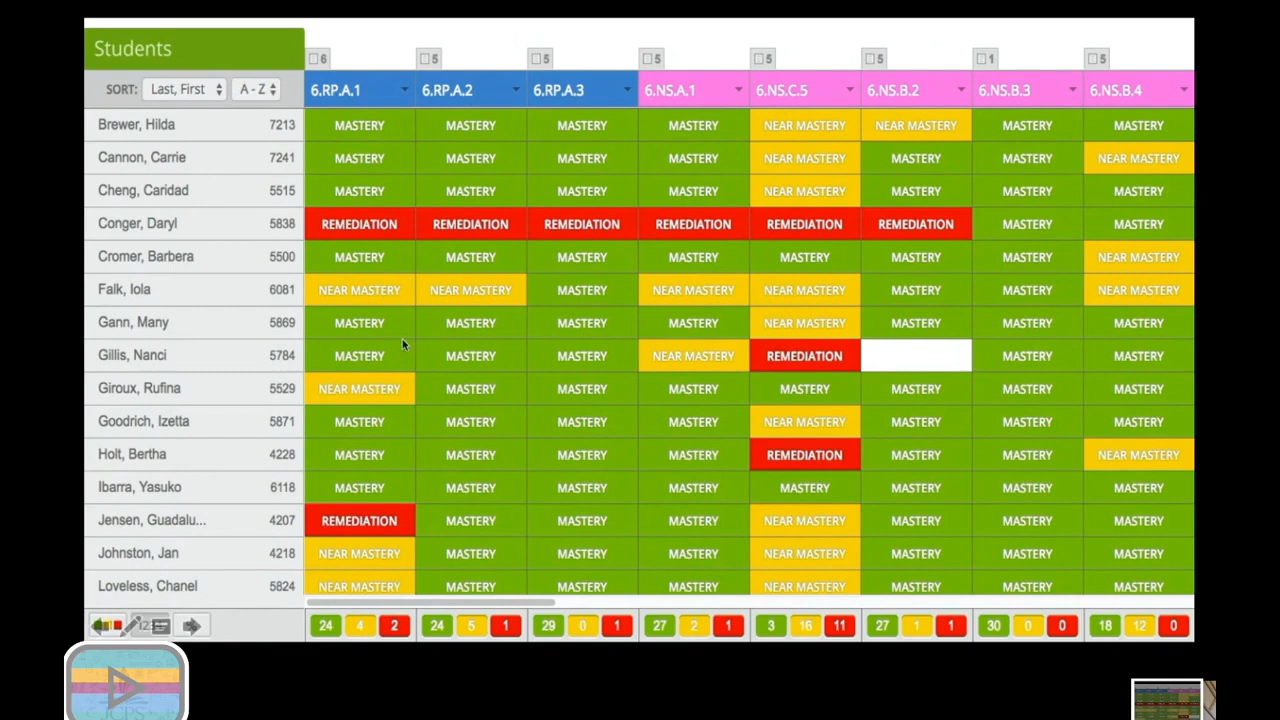 Students
6 5 5 5 5 5 1 5
SORT: Last, First A - Z 6.RP.A.1 6.RP.A.2 6.RP.A.3 6.NS.A.1 6.NS.C.5 6.NS.B.2 6.NS.B.3 6.NS.B.4
Brewer, Hilda 7213 MASTERY MASTERY MASTERY MASTERY NEAR MASTERY NEAR MASTERY MASTERY MASTERY
Cannon, Carrie 7241 MASTERY MASTERY MASTERY MASTERY NEAR MASTERY MASTERY MASTERY NEAR MASTERY
Cheng, Caridad 5515 MASTERY MASTERY MASTERY MASTERY NEAR MASTERY MASTERY MASTERY MASTERY
Conger, Daryl 5838 REMEDIATION REMEDIATION REMEDIATION REMEDIATION REMEDIATION REMEDIATION MASTERY MASTERY
Cromer, Barbera 5500 MASTERY MASTERY MASTERY MASTERY MASTERY MASTERY MASTERY NEAR MASTERY
Falk, Iola 6081 NEAR MASTERY NEAR MASTERY MASTERY NEAR MASTERY NEAR MASTERY MASTERY MASTERY NEAR MASTERY
Gann, Many 5869 MASTERY MASTERY MASTERY MASTERY NEAR MASTERY MASTERY MASTERY MASTERY
Gillis, Nanci 5784 MASTERY MASTERY MASTERY NEAR MASTERY REMEDIATION MASTERY MASTERY
Giroux, Rufina 5529 NEAR MASTERY MASTERY MASTERY MASTERY MASTERY MASTERY MASTERY MASTERY
Goodrich, Izetta 5871 MASTERY MASTERY MASTERY MASTERY NEAR MASTERY MASTERY MASTERY MASTERY
Holt, Bertha 4228 MASTERY MASTERY MASTERY MASTERY REMEDIATION MASTERY MASTERY NEAR MASTERY
Ibarra, Yasuko 6118 MASTERY MASTERY MASTERY MASTERY MASTERY MASTERY MASTERY MASTERY
Jensen, Guadalu... 4207 REMEDIATION MASTERY MASTERY MASTERY NEAR MASTERY MASTERY MASTERY MASTERY
Johnston, Jan 4218 NEAR MASTERY MASTERY MASTERY MASTERY NEAR MASTERY MASTERY MASTERY MASTERY
Loveless, Chanel 5824 NEAR MASTERY MASTERY MASTERY MASTERY NEAR MASTERY MASTERY MASTERY MASTERY
24 4 2 24 5 1 29 0 1 27 2 1 3 16 11 27 1 1 30 0 0 18 12 0
JCPS